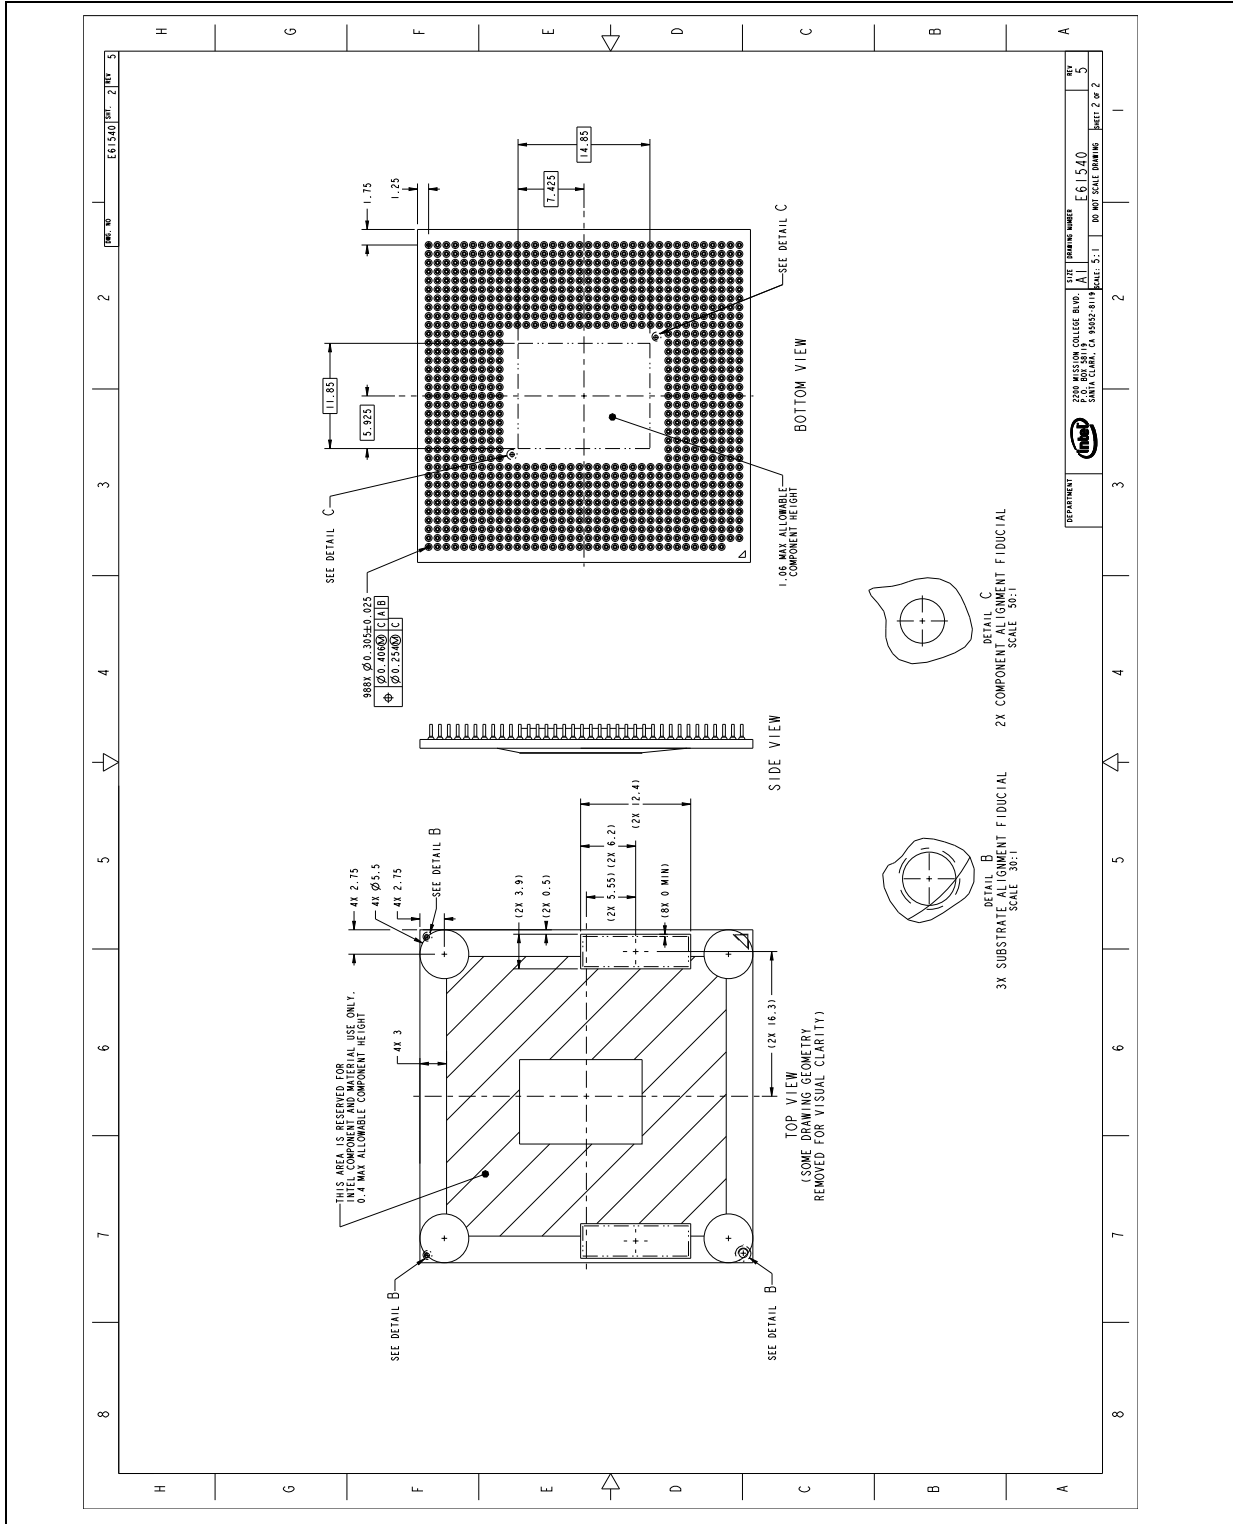 H G F E D C B A
DWG. NO E61540 SHT. 2 REV 5
1
2
3
4
5
6
7
8
THIS AREA IS RESERVED FOR
INTEL COMPONENT AND MATERIAL USE ONLY.
0.4 MAX ALLOWABLE COMPONENT HEIGHT
SEE DETAIL B
4X 3
4X 2.75
4X Ø5.5
4X 2.75
SEE DETAIL B
(2X 3.9)
(2X 0.5)
(2X 5.55)
(2X 6.2)
(2X 12.4)
(8X 0 MIN)
(2X 16.3)
SEE DETAIL B
TOP VIEW
(SOME DRAWING GEOMETRY
REMOVED FOR VISUAL CLARITY)
SIDE VIEW
988X Ø0.305±0.025
⌖ Ø0.406Ⓜ C A B
Ø0.254Ⓜ C
SEE DETAIL C
5.925
11.85
1.75
1.25
7.425
14.85
SEE DETAIL C
1.06 MAX ALLOWABLE
COMPONENT HEIGHT
BOTTOM VIEW
DETAIL B
3X SUBSTRATE ALIGNMENT FIDUCIAL
SCALE 30:1
DETAIL C
2X COMPONENT ALIGNMENT FIDUCIAL
SCALE 50:1
DEPARTMENT
intel
2200 MISSION COLLEGE BLVD.
P.O. BOX 58119
SANTA CLARA, CA 95052-8119
SIZE A1 DRAWING NUMBER E61540 REV 5
SCALE: 5:1 DO NOT SCALE DRAWING SHEET 2 OF 2
1
2
3
4
5
6
7
8
H G F E D C B A